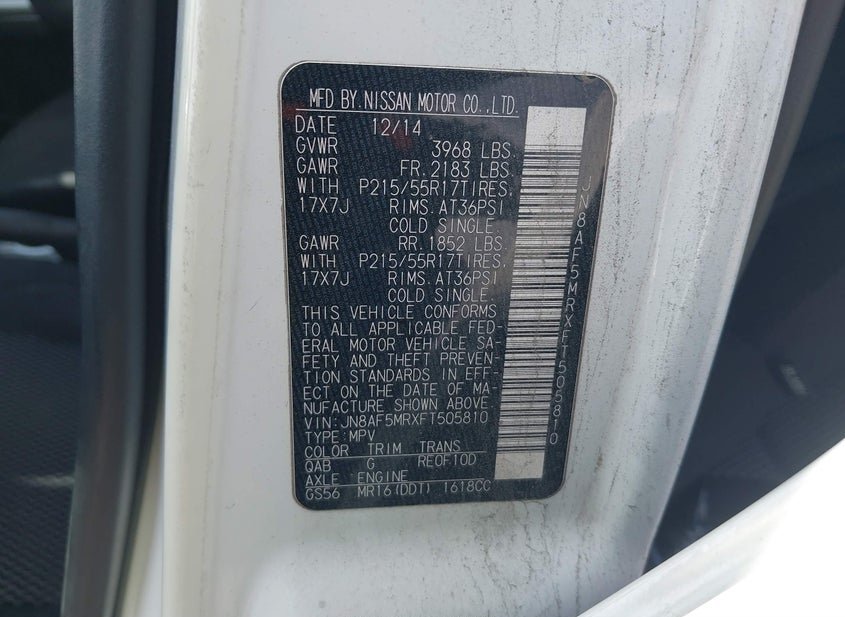 MFD BY.NISSAN MOTOR CO.,LTD.
DATE 12/14
GVWR 3968 LBS.
GAWR FR.2183 LBS.
WITH P215/55R17TIRES,
17X7J RIMS.AT36PSI
COLD SINGLE.
GAWR RR.1852 LBS.
WITH P215/55R17TIRES,
17X7J RIMS.AT36PSI
COLD SINGLE.
THIS VEHICLE CONFORMS
TO ALL APPLICABLE FED-
ERAL MOTOR VEHICLE SA-
FETY AND THEFT PREVEN-
TION STANDARDS IN EFF-
ECT ON THE DATE OF MA-
NUFACTURE SHOWN ABOVE.
VIN:JN8AF5MRXFT505810
TYPE:MPV
COLOR TRIM TRANS
QAB G RE0F10D
AXLE ENGINE
GS56 MR16(DDT) 1618CC
JN8AF5MRXFT505810